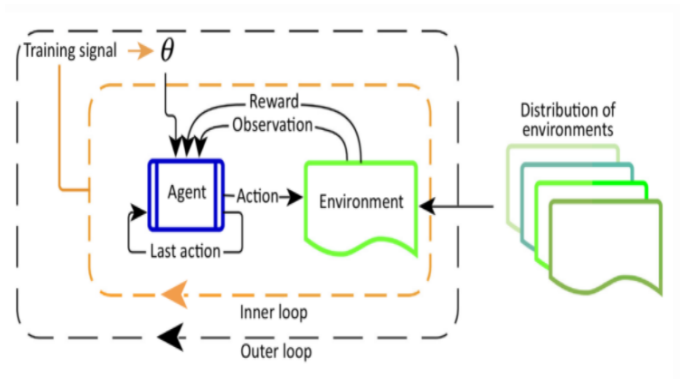 Training signal
θ
Reward
Observation
Distribution of
environments
Agent
Action
Environment
Last action
Inner loop
Outer loop